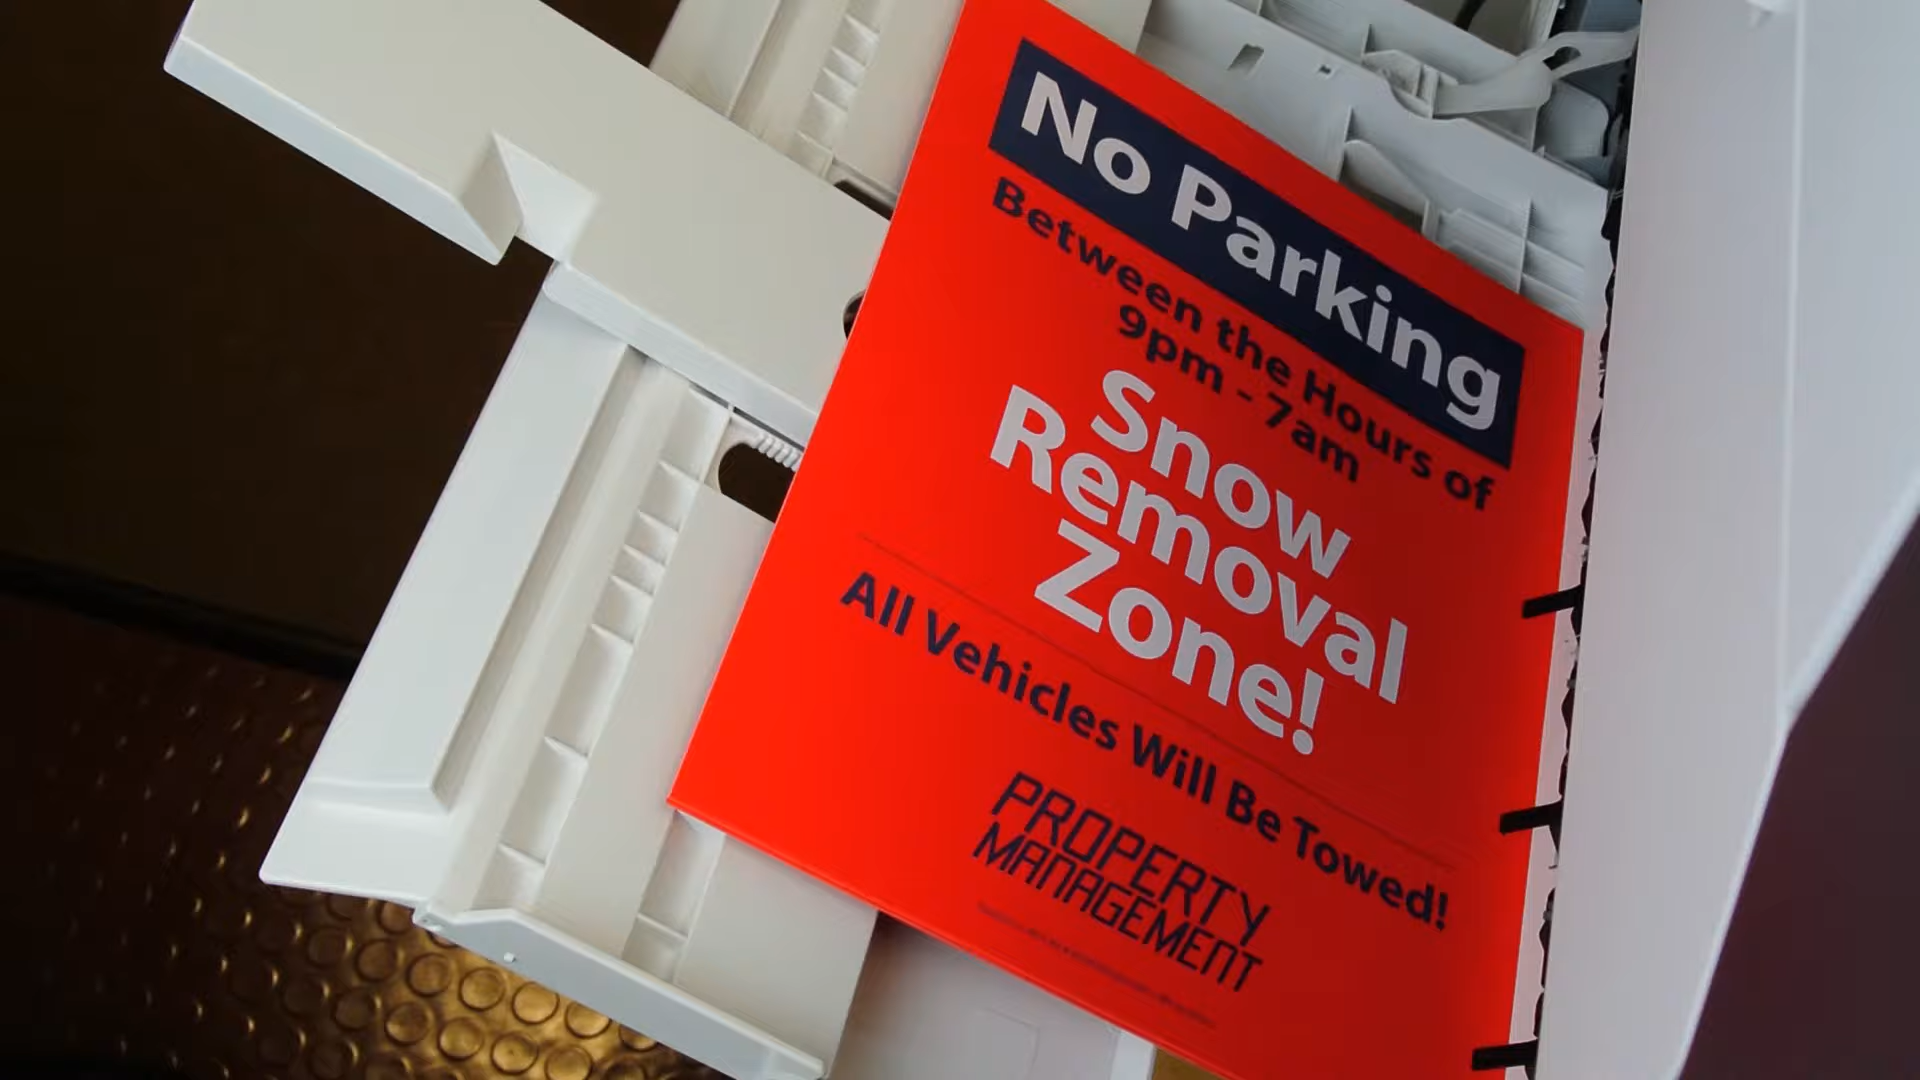 No Parking
Between the Hours of
9pm - 7am
Snow
Removal
Zone!
All Vehicles Will Be Towed!
PROPERTY
MANAGEMENT